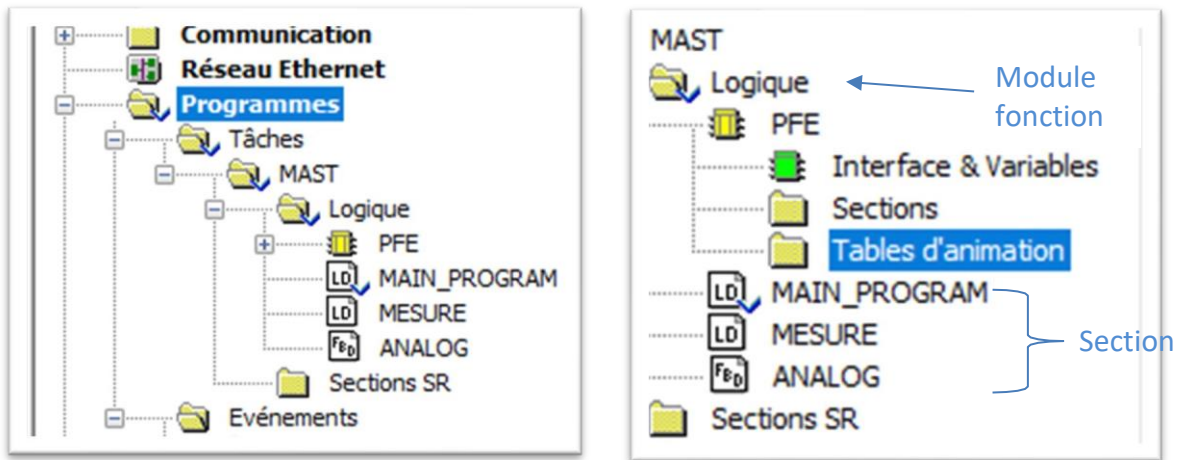 Communication
Réseau Ethernet
Programmes
Tâches
MAST
Logique
PFE
LD MAIN_PROGRAM
LD MESURE
FBD ANALOG
Sections SR
Evénements
MAST
Logique
Module
fonction
PFE
Interface & Variables
Sections
Tables d'animation
LD MAIN_PROGRAM
LD MESURE
Section
FBD ANALOG
Sections SR